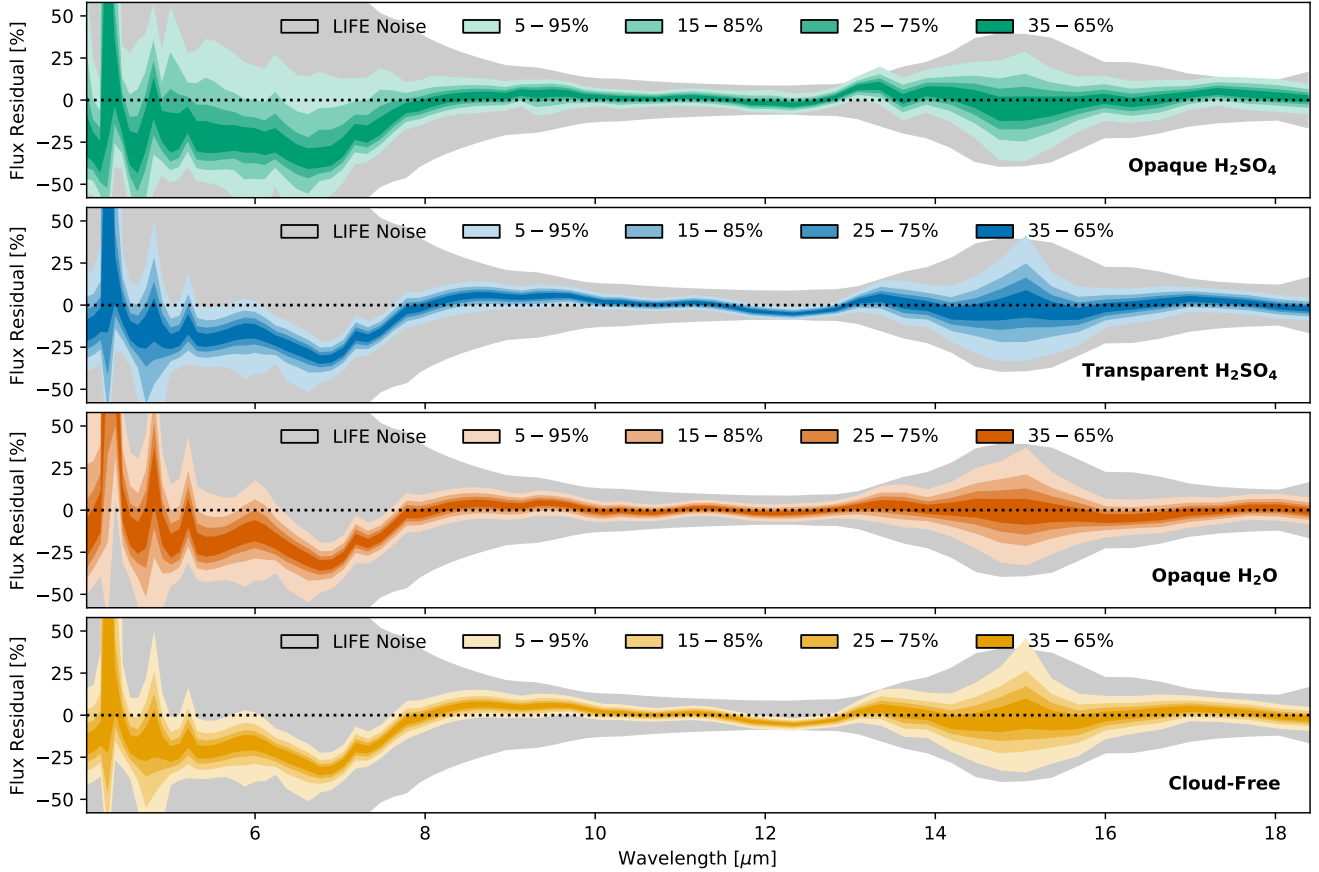 50
25
0
−25
−50
Flux Residual [%]
LIFE Noise
5 − 95%
15 − 85%
25 − 75%
35 − 65%
Opaque H₂SO₄
50
25
0
−25
−50
Flux Residual [%]
LIFE Noise
5 − 95%
15 − 85%
25 − 75%
35 − 65%
Transparent H₂SO₄
50
25
0
−25
−50
Flux Residual [%]
LIFE Noise
5 − 95%
15 − 85%
25 − 75%
35 − 65%
Opaque H₂O
50
25
0
−25
−50
Flux Residual [%]
LIFE Noise
5 − 95%
15 − 85%
25 − 75%
35 − 65%
Cloud-Free
6 8 10 12 14 16 18
Wavelength [μm]